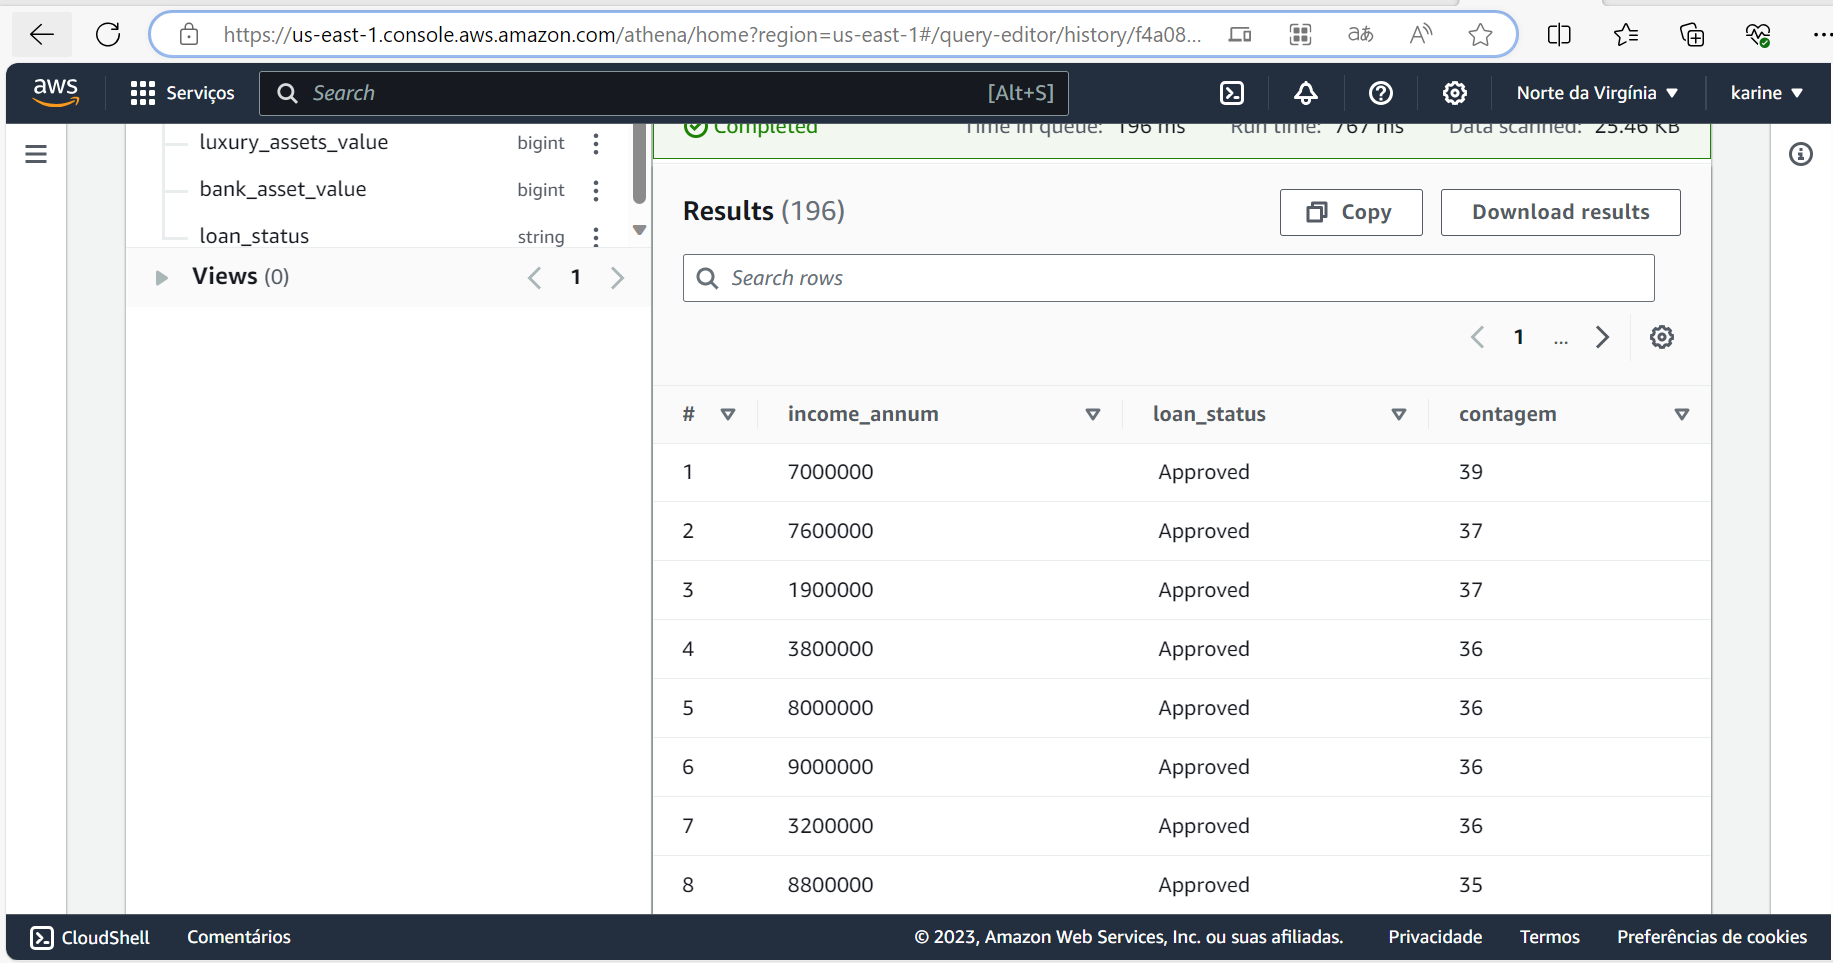 https://us-east-1.console.aws.amazon.com/athena/home?region=us-east-1#/query-editor/history/f4a08...
aws
Serviços
Search
[Alt+S]
Norte da Virgínia
karine
luxury_assets_value bigint
bank_asset_value bigint
loan_status string
Views (0)
1
Completed
Time in queue: 196 ms
Run time: 767 ms
Data scanned: 25.46 KB
Results (196)
Copy
Download results
Search rows
1 ...
# income_annum loan_status contagem
1 7000000 Approved 39
2 7600000 Approved 37
3 1900000 Approved 37
4 3800000 Approved 36
5 8000000 Approved 36
6 9000000 Approved 36
7 3200000 Approved 36
8 8800000 Approved 35
CloudShell
Comentários
© 2023, Amazon Web Services, Inc. ou suas afiliadas.
Privacidade
Termos
Preferências de cookies